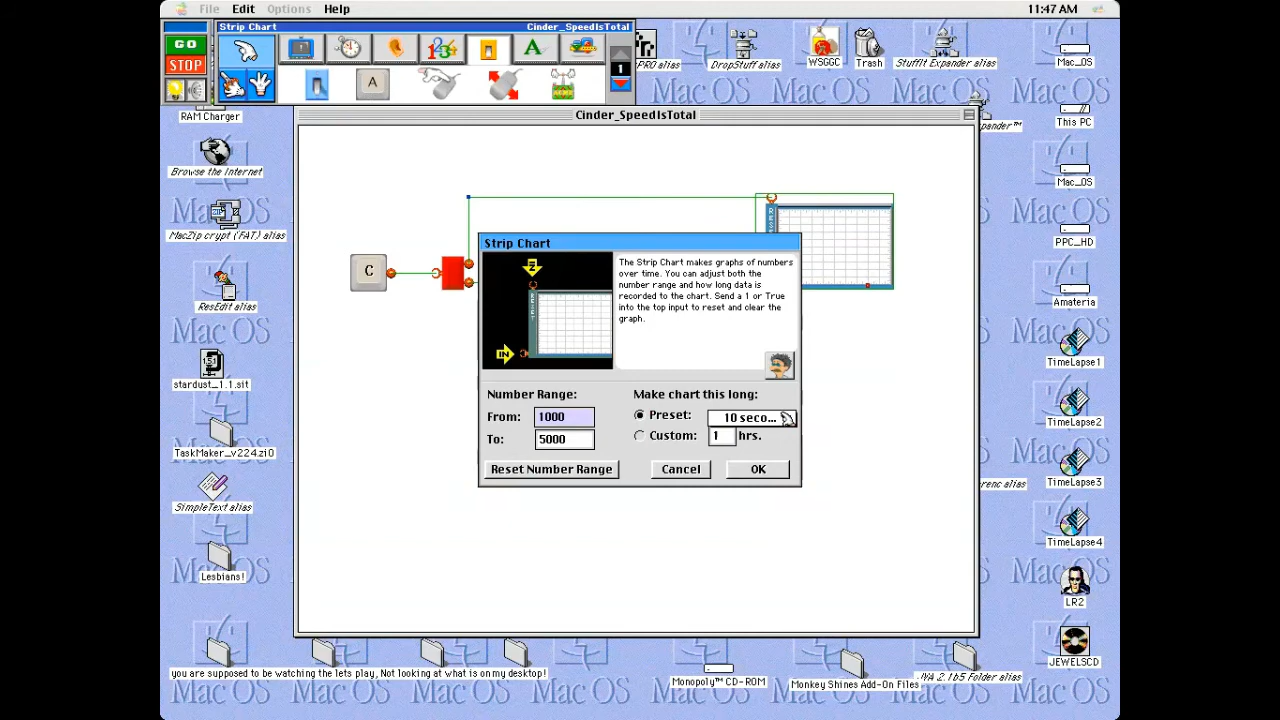 File Edit Options Help
11:47 AM
Strip Chart
Cinder_SpeedIsTotal
GO
STOP
A
A
1
PRO alias
DropStuff alias
WSGGC
Trash
StuffIt Expander alias
Mac_OS
RAM Charger
Cinder_SpeedIsTotal
This PC
Browse the Internet
Mac_OS
MacZip crypt (FAT) alias
PPC_HD
C
RESET
Strip Chart
The Strip Chart makes graphs of numbers
over time. You can adjust both the
number range and how long data is
recorded to the chart. Send a 1 or True
into the top input to reset and clear the
graph.
IN
ResEdit alias
Amateria
TimeLapse1
stardust_1.1.sit
Number Range:
Make chart this long:
From:
1000
Preset:
10 seco...
To:
5000
Custom:
1
hrs.
Reset Number Range
Cancel
OK
TimeLapse2
TaskMaker_v224.zi0
TimeLapse3
SimpleText alias
TimeLapse4
Lesbians!
LR2
JEWELSCD
you are supposed to be watching the lets play, Not looking at what is on my desktop!
Monopoly™ CD-ROM
Monkey Shines Add-On Files
Mac OS